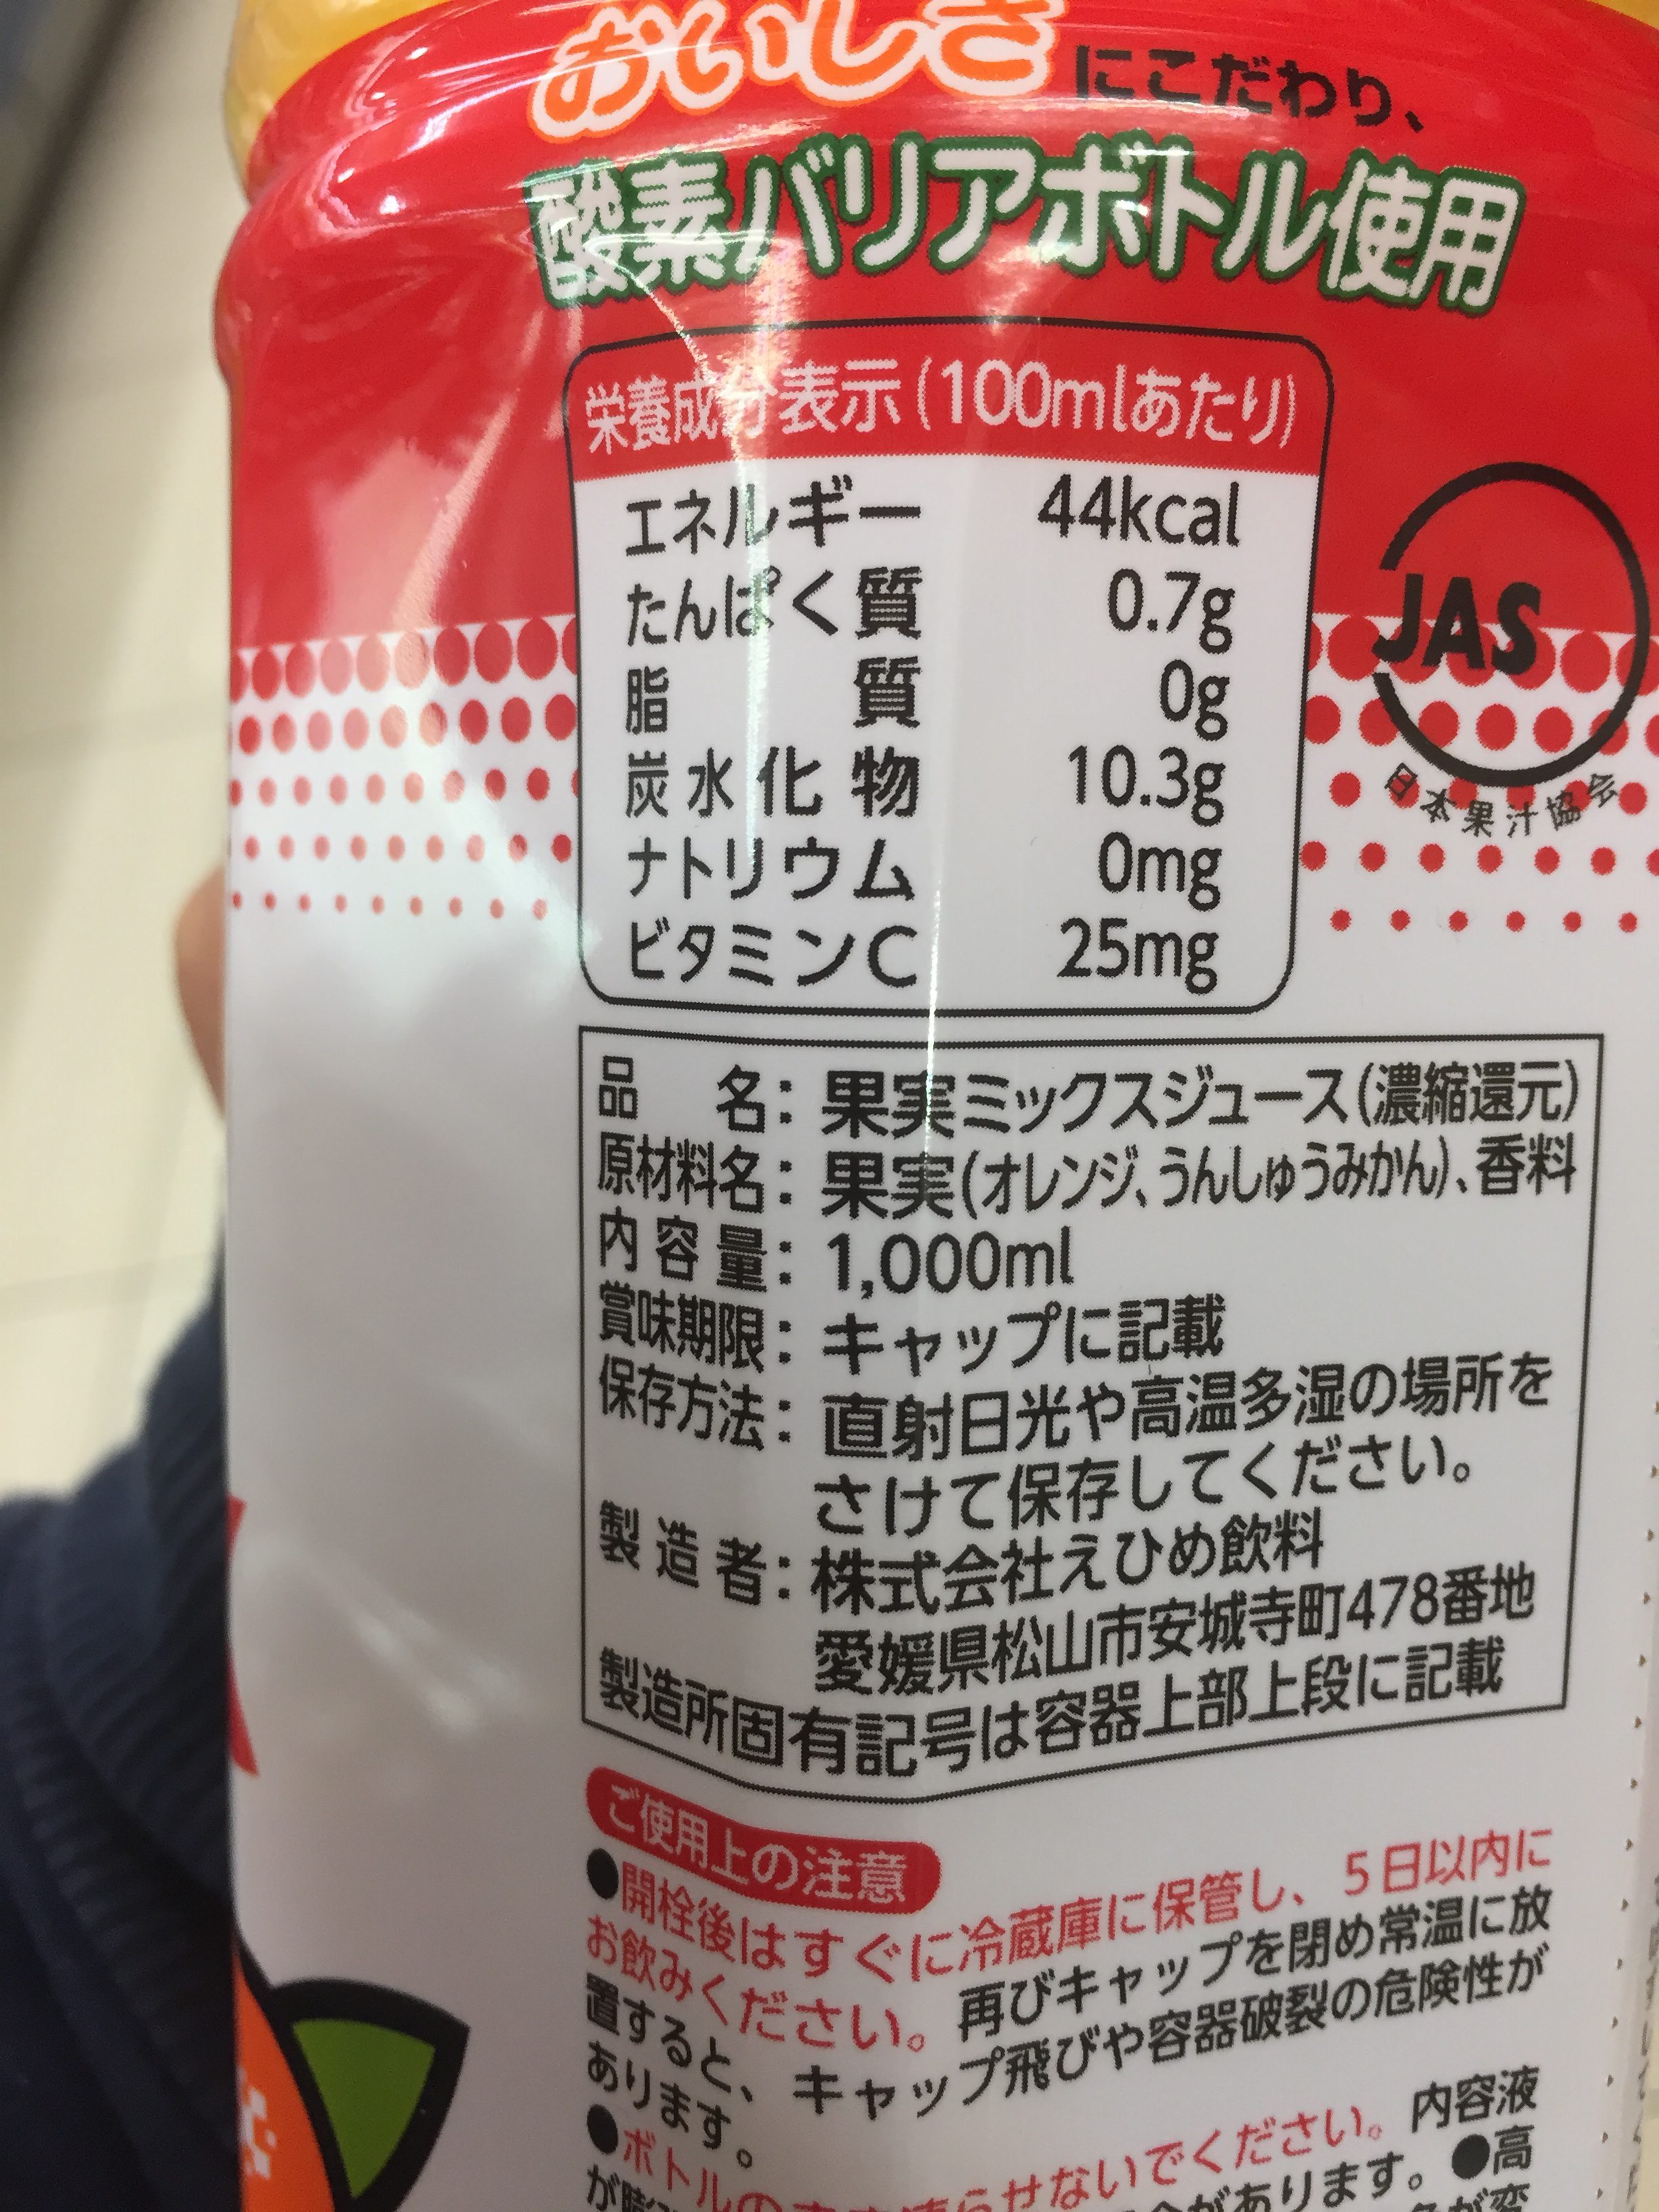 おいしさにこだわり、
酸素バリアボトル使用
栄養成分表示(100mlあたり)
エネルギー 44kcal
たんぱく質 0.7g
脂質 0g
炭水化物 10.3g
ナトリウム 0mg
ビタミンC 25mg
JAS
日本果汁協会
品名:果実ミックスジュース(濃縮還元)
原材料名:果実(オレンジ、うんしゅうみかん)、香料
内容量:1,000ml
賞味期限:キャップに記載
保存方法:直射日光や高温多湿の場所を
さけて保存してください。
製造者:株式会社えひめ飲料
愛媛県松山市安城寺町478番地
製造所固有記号は容器上部上段に記載
ご使用上の注意
●開栓後はすぐに冷蔵庫に保管し、5日以内に
お飲みください。再びキャップを閉め常温に放
置すると、キャップ飛びや容器破裂の危険性が
あります。
●ボトルのまま凍らせないでください。内容液
があります。●高